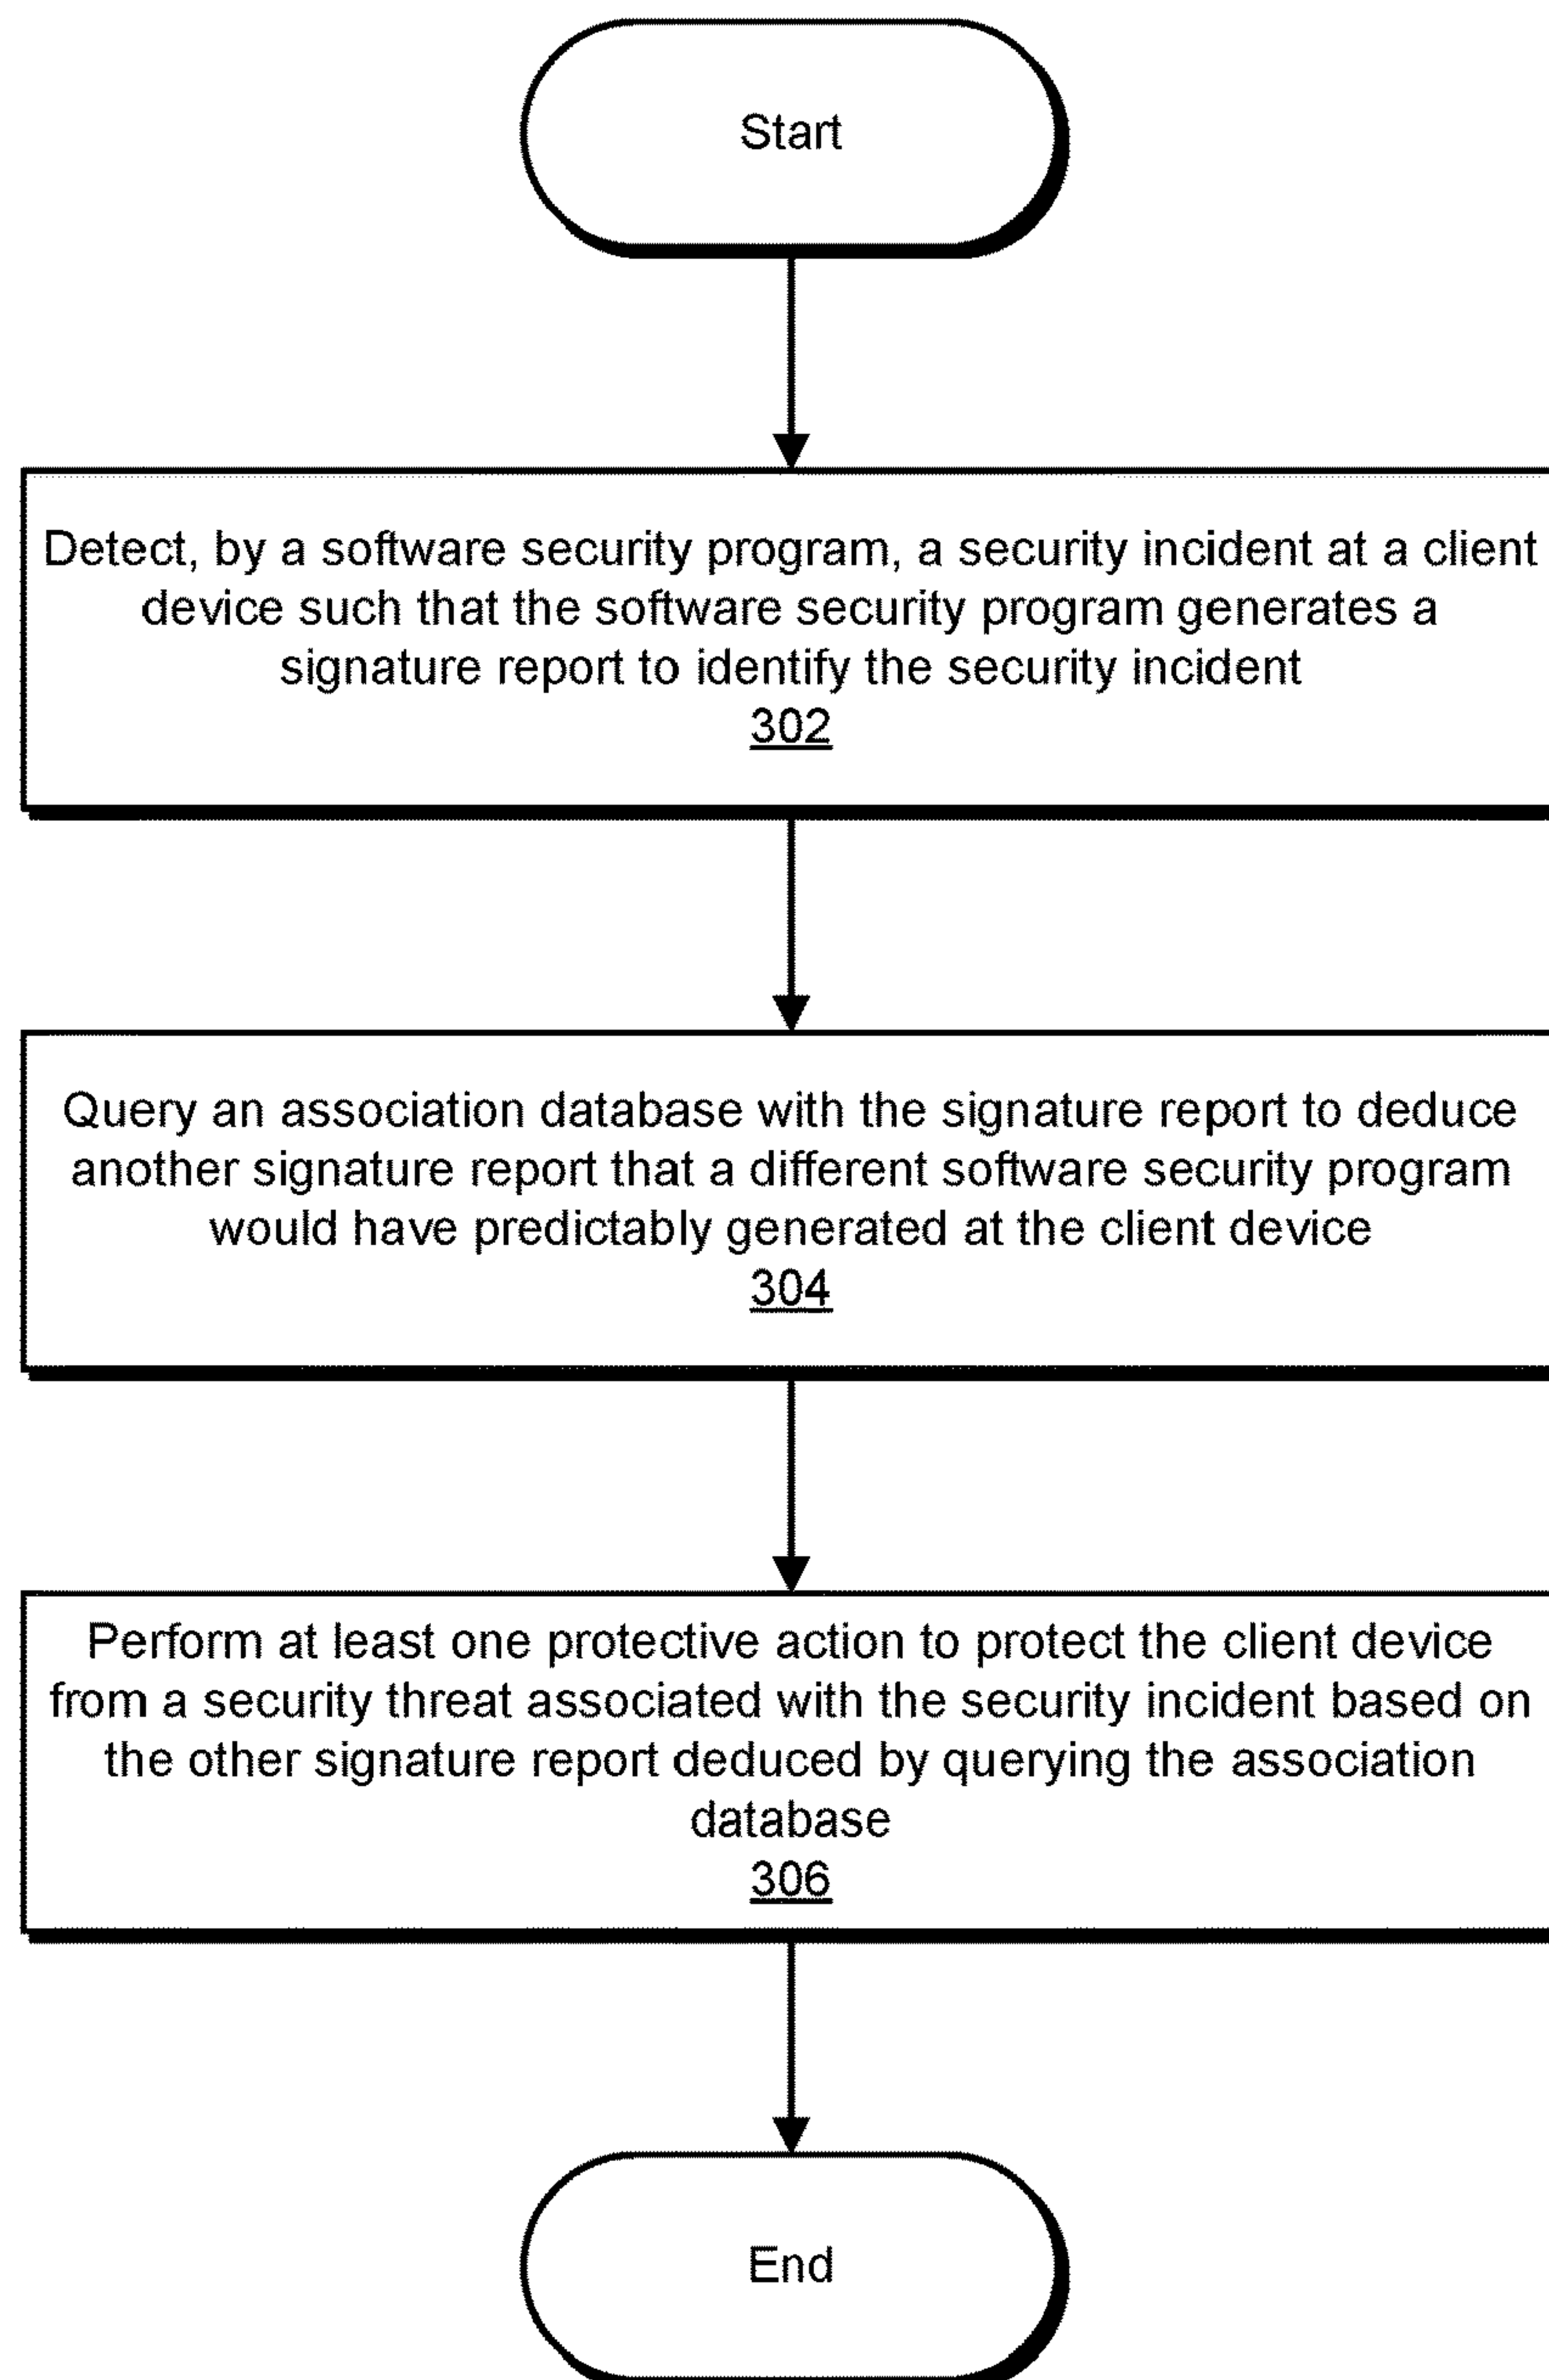 Start
Detect, by a software security program, a security incident at a client
device such that the software security program generates a
signature report to identify the security incident
302
Query an association database with the signature report to deduce
another signature report that a different software security program
would have predictably generated at the client device
304
Perform at least one protective action to protect the client device
from a security threat associated with the security incident based on
the other signature report deduced by querying the association
database
306
End